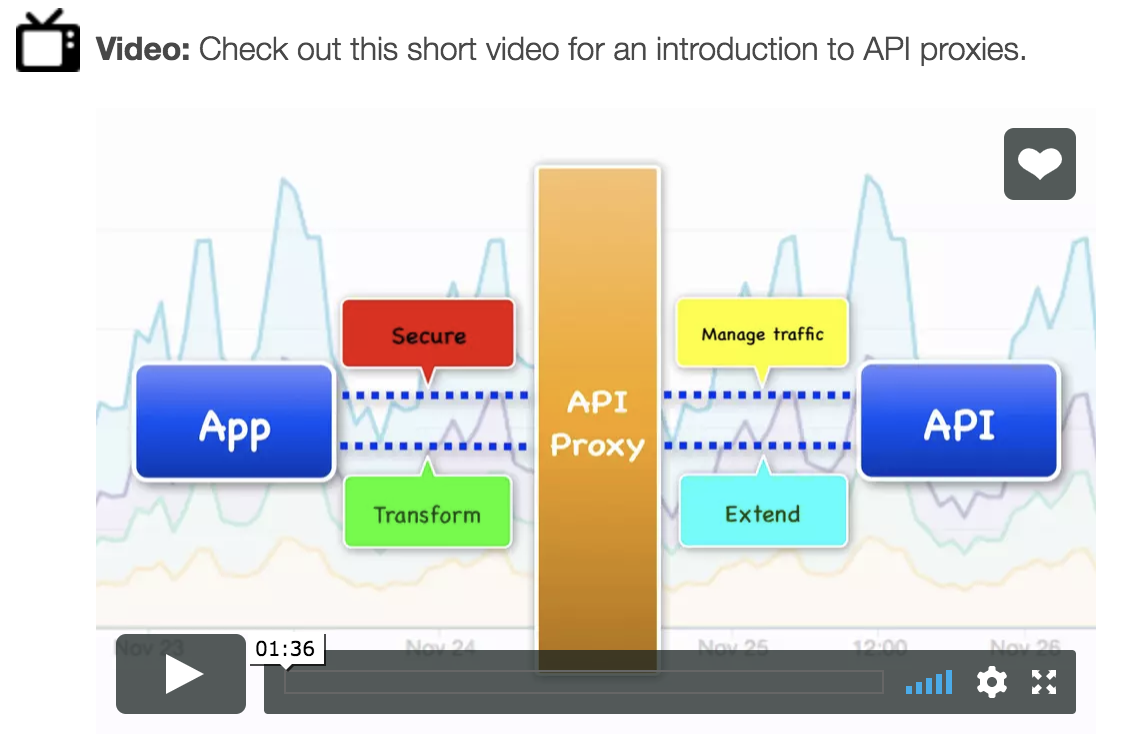 Video: Check out this short video for an introduction to API proxies.
Secure
Manage traffic
App
API
Proxy
API
Transform
Extend
Nov 23
Nov 24
Nov 25
12:00
Nov 26
01:36